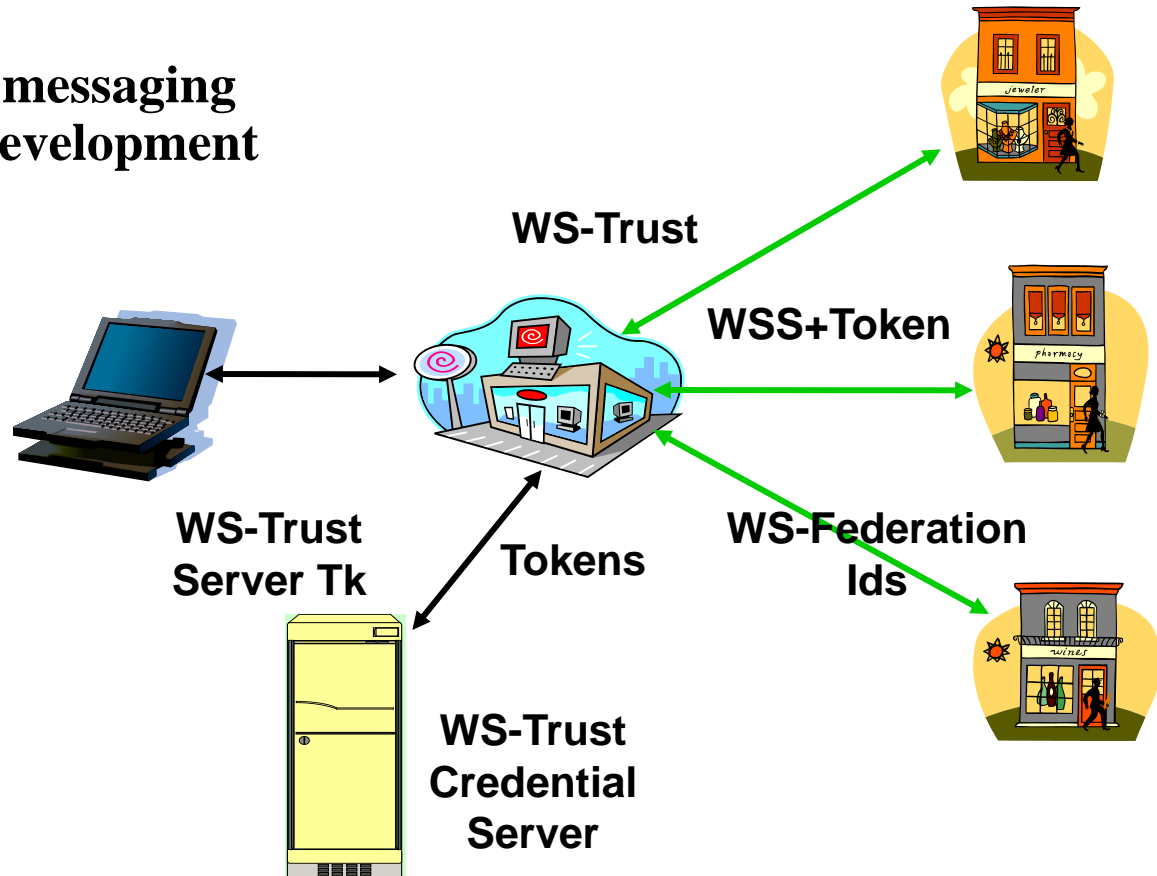 messaging
evelopment
jeweler
WS-Trust
WSS+Token
pharmacy
WS-Trust
Server Tk
Tokens
WS-Federation
Ids
wines
WS-Trust
Credential
Server